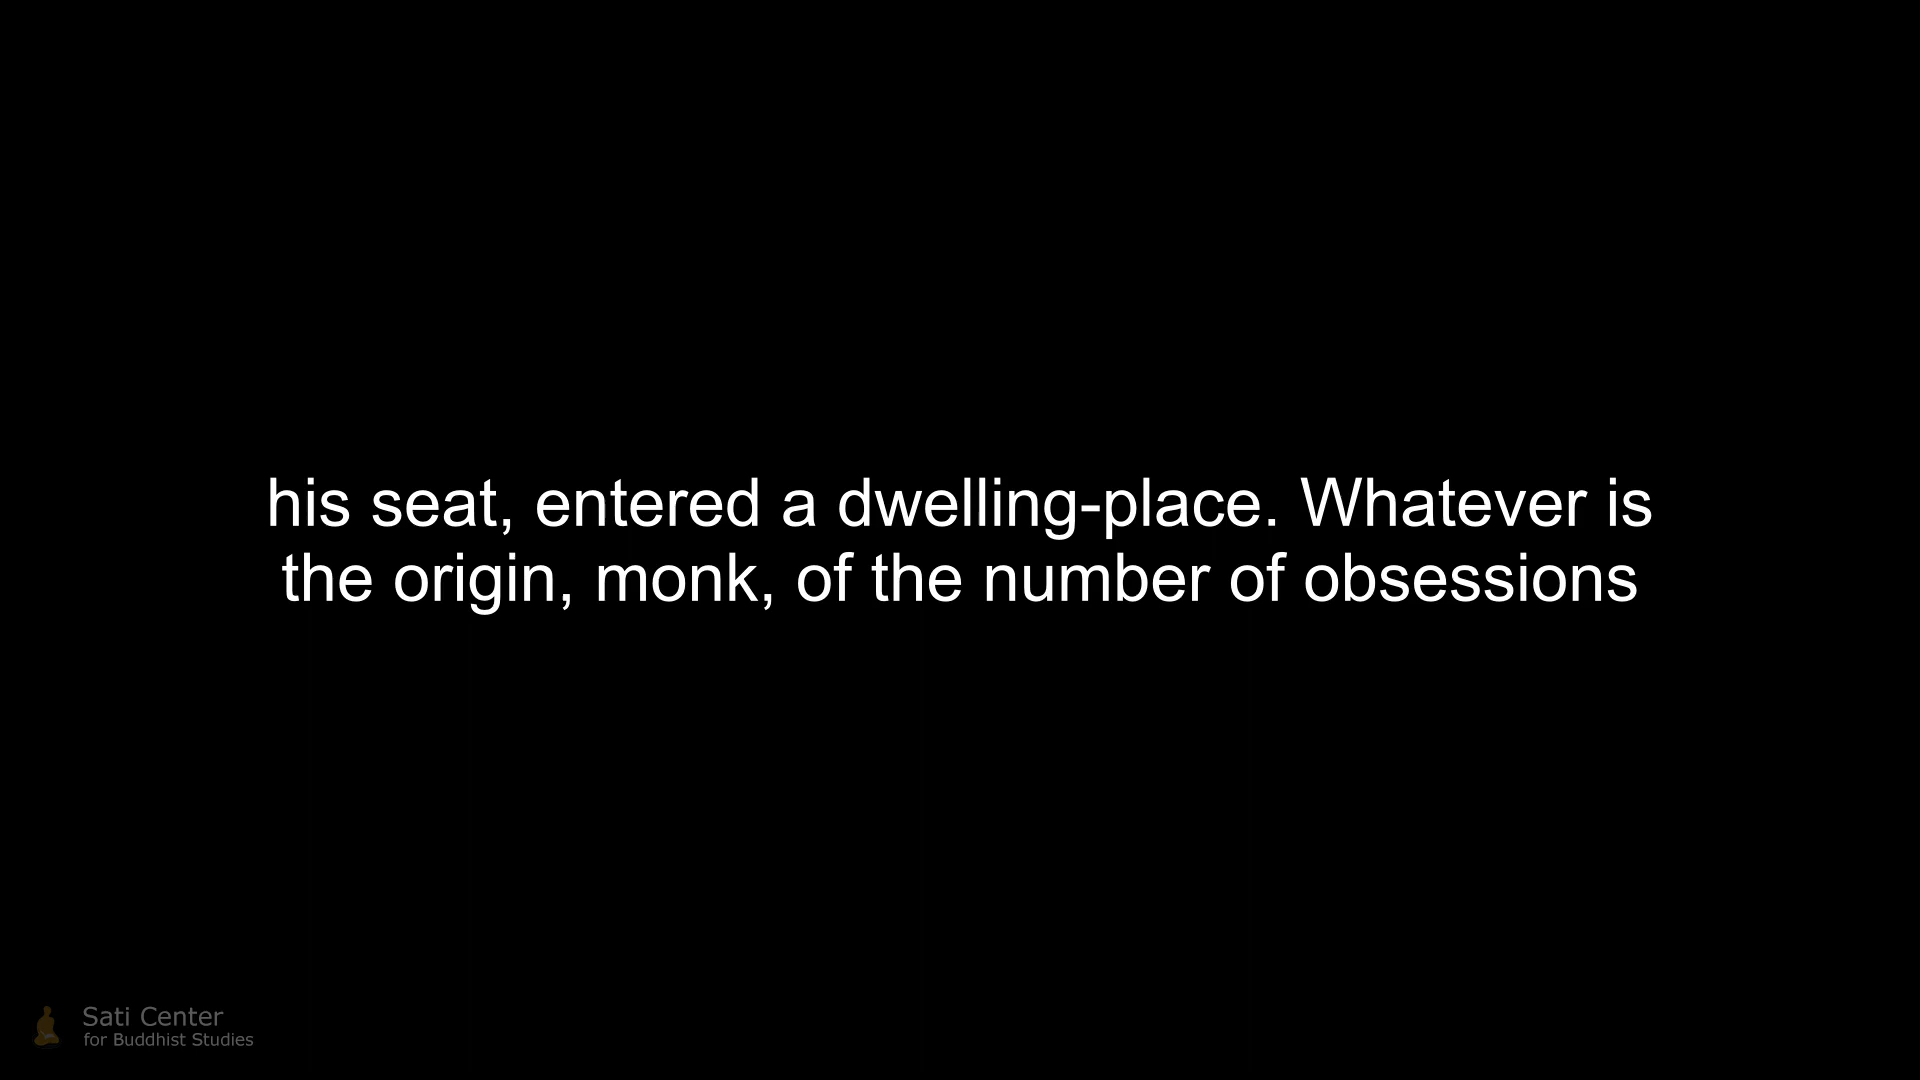 his seat, entered a dwelling-place. Whatever is
the origin, monk, of the number of obsessions
Sati Center
for Buddhist Studies